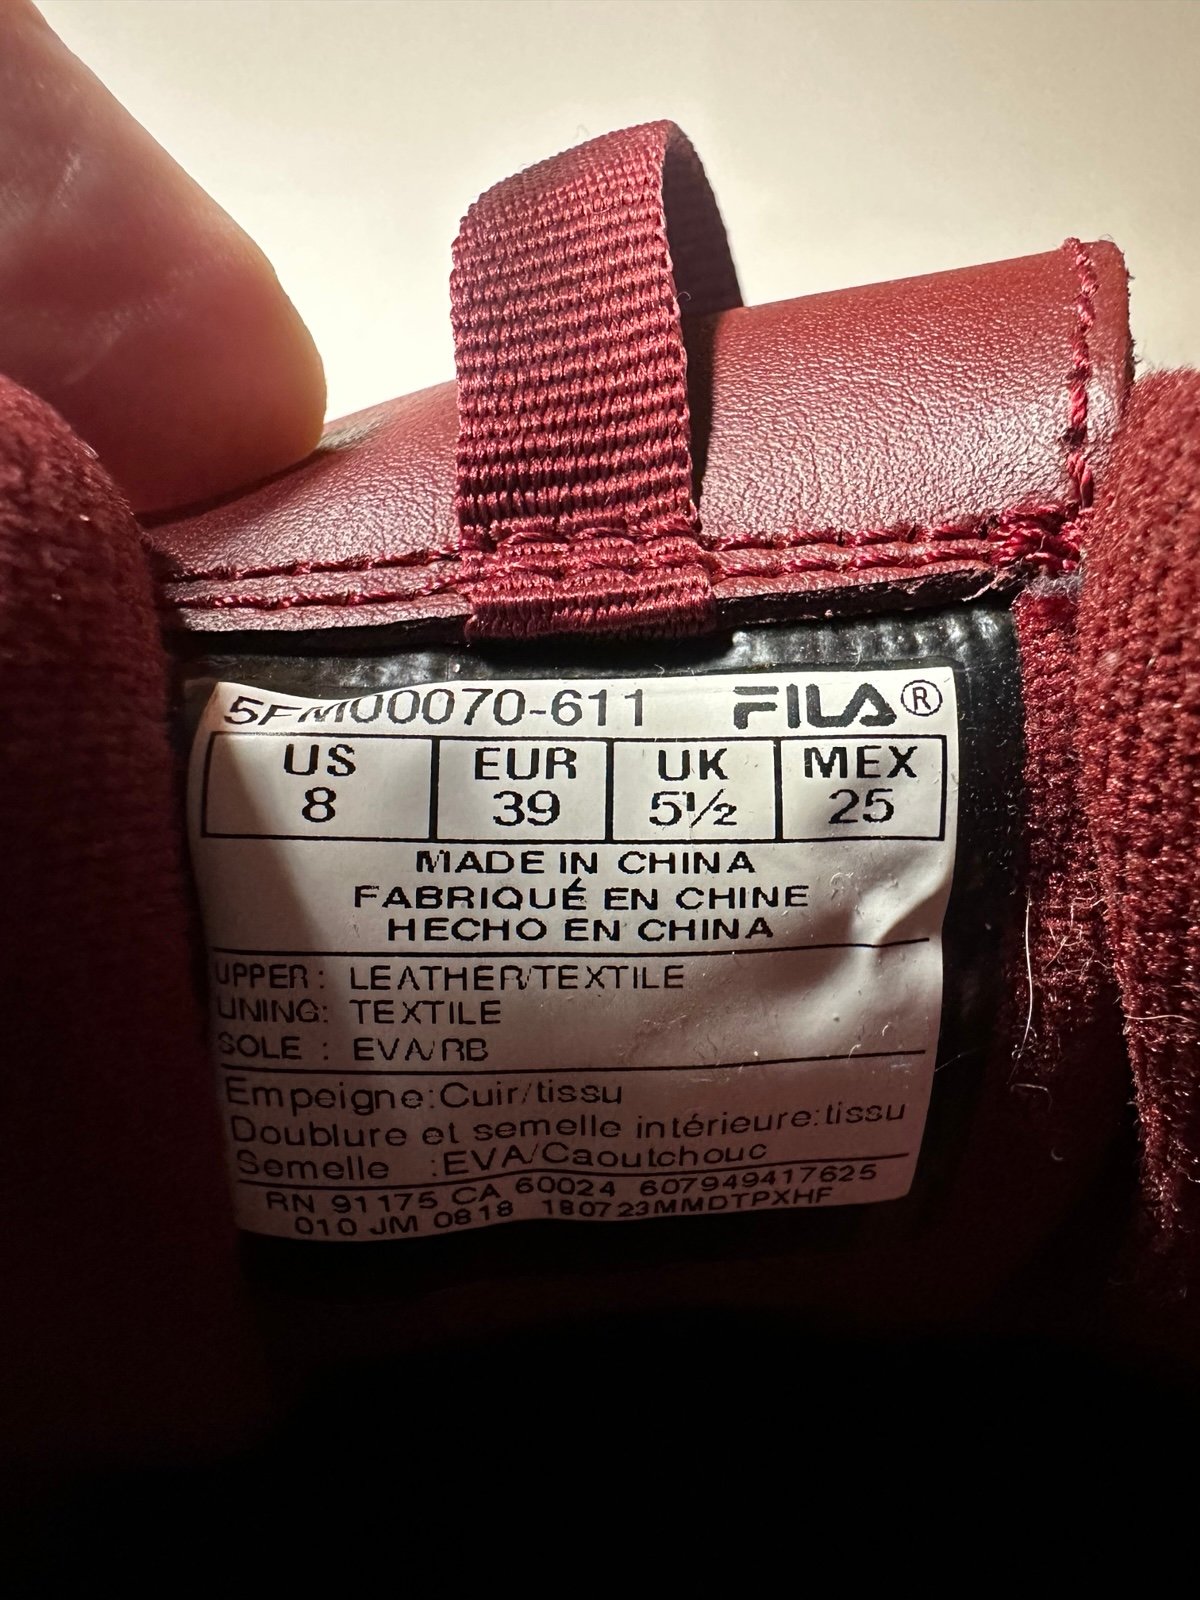 5FM00070-611 FILA®
US EUR UK MEX
8 39 5½ 25
MADE IN CHINA
FABRIQUÉ EN CHINE
HECHO EN CHINA
UPPER: LEATHER/TEXTILE
LINING: TEXTILE
SOLE : EVA/RB
Empeigne:Cuir/tissu
Doublure et semelle intérieure:tissu
Semelle :EVA/Caoutchouc
RN 91175 CA 60024 607949417625
010 JM 0818 180723MMDTPXHF